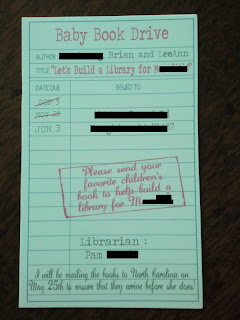 Baby Book Drive
AUTHOR Brian and LeeAnn
TITLE "Let's Build a Library for
DATE DUE ISSUED TO
JUN 3
Please send your
favorite children's
book to help build a
library for M
Librarian :
Pam
I will be mailing the books to North Carolina on
May 25th to ensure that they arrive before she does!